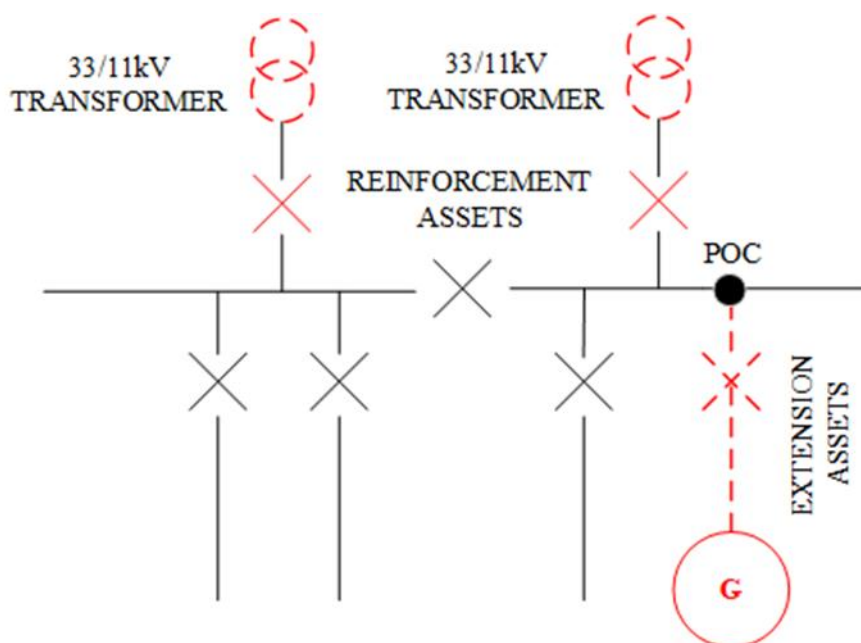 33/11kV
TRANSFORMER
33/11kV
TRANSFORMER
REINFORCEMENT
ASSETS
POC
EXTENSION
ASSETS
G